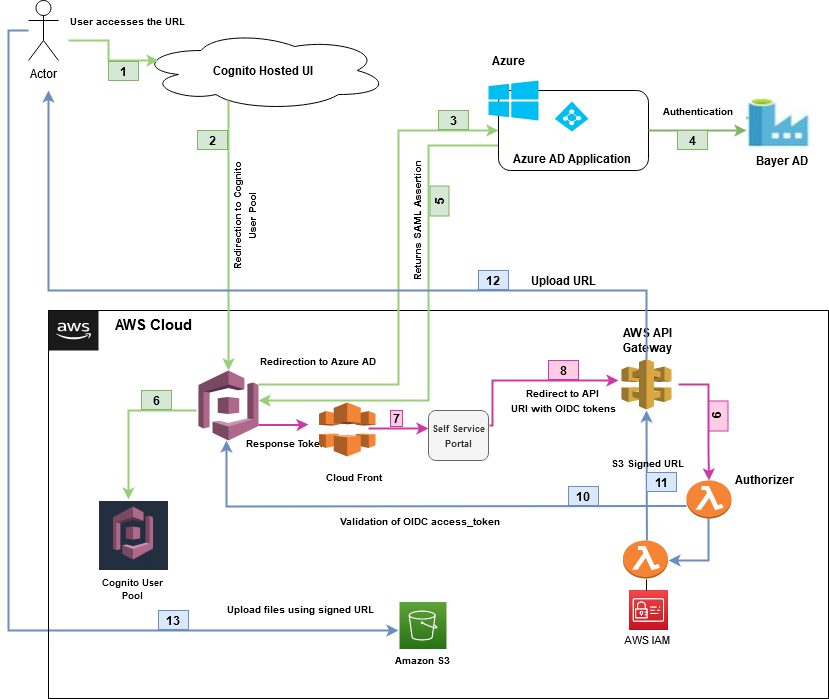 User accesses the URL
Actor
1
Cognito Hosted UI
Azure
3
Azure AD Application
Authentication
4
Bayer AD
2
Redirection to Cognito
User Pool
Returns SAML Assertion
5
12
Upload URL
aws
AWS Cloud
AWS API
Gateway
Redirection to Azure AD
8
Redirect to API
URI with OIDC tokens
6
7
Response Token
Self Service
Portal
9
Cloud Front
S3 Signed URL
11
Authorizer
10
Validation of OIDC access_token
Cognito User
Pool
Upload files using signed URL
13
Amazon S3
AWS IAM